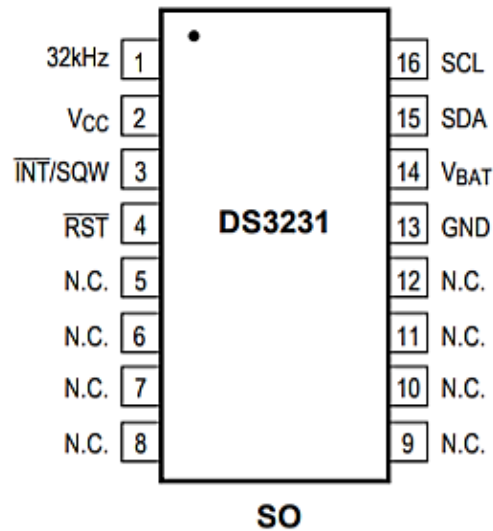 32kHz 1 16 SCL
VCC 2 15 SDA
INT/SQW 3 14 VBAT
RST 4 DS3231 13 GND
N.C. 5 12 N.C.
N.C. 6 11 N.C.
N.C. 7 10 N.C.
N.C. 8 9 N.C.
SO